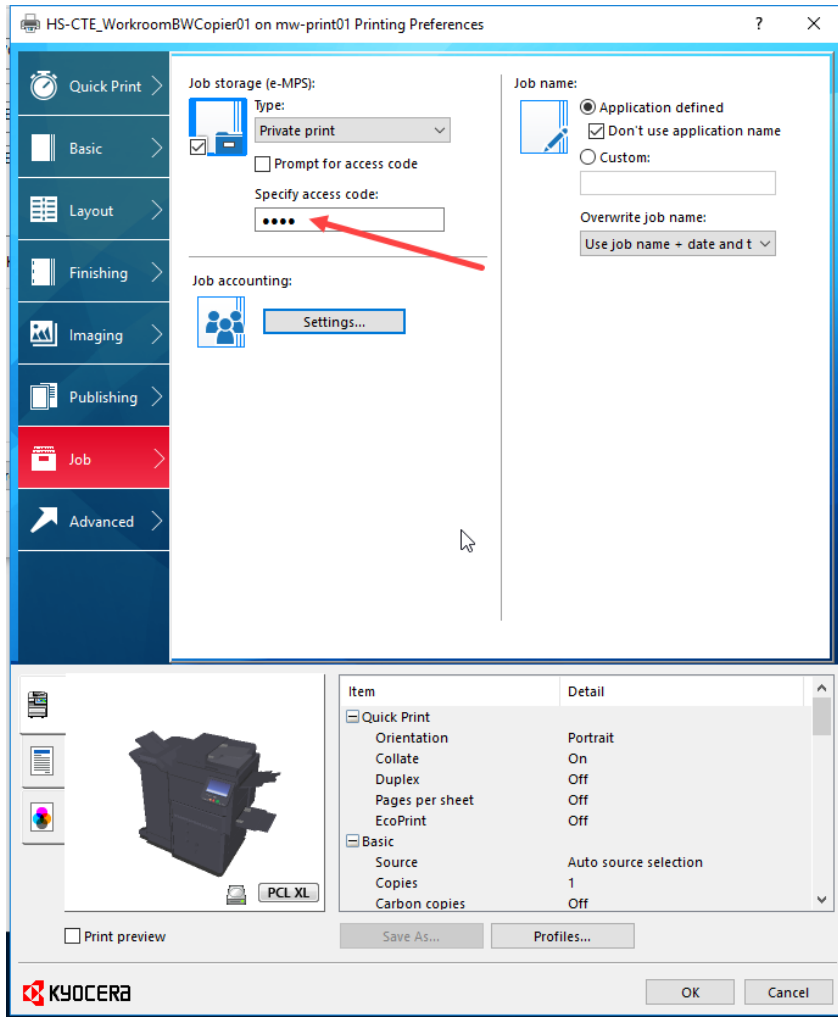 HS-CTE_WorkroomBWCopier01 on mw-print01 Printing Preferences
Quick Print
Basic
Layout
Finishing
Imaging
Publishing
Job
Advanced
Job storage (e-MPS):
Type:
Private print
Prompt for access code
Specify access code:
••••
Job accounting:
Settings...
Job name:
Application defined
Don't use application name
Custom:
Overwrite job name:
Use job name + date and t
Item Detail
Quick Print
Orientation Portrait
Collate On
Duplex Off
Pages per sheet Off
EcoPrint Off
Basic
Source Auto source selection
Copies 1
Carbon copies Off
PCL XL
Print preview
Save As...
Profiles...
KYOCERA
OK
Cancel